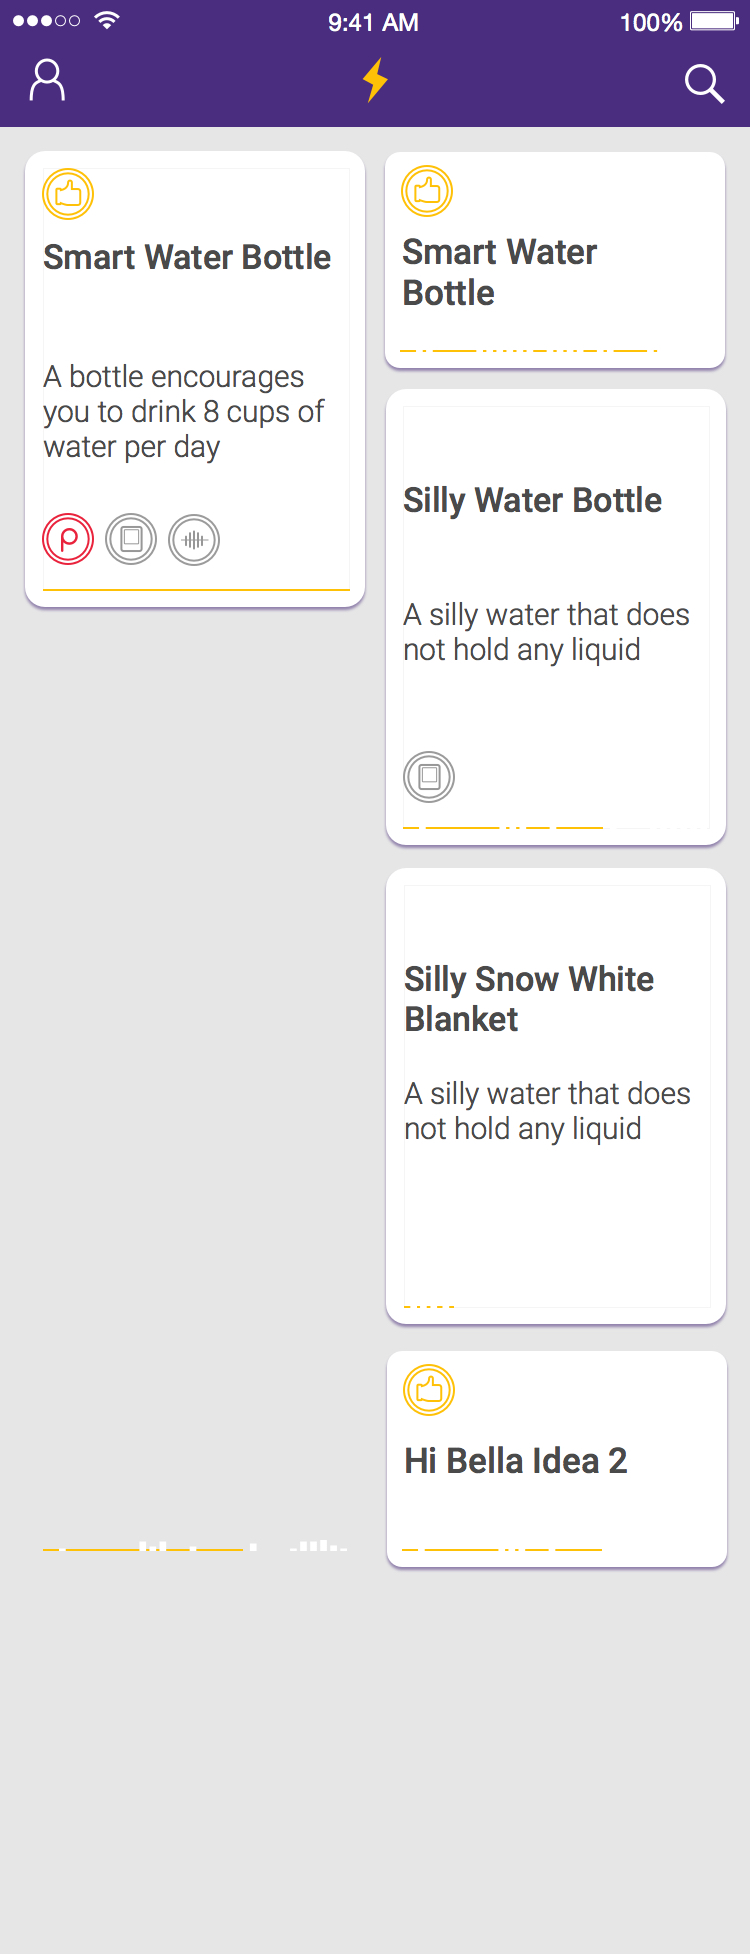 9:41 AM
100%
Smart Water Bottle
A bottle encourages
you to drink 8 cups of
water per day
Smart Water
Bottle
Silly Water Bottle
A silly water that does
not hold any liquid
Silly Snow White
Blanket
A silly water that does
not hold any liquid
Hi Bella Idea 2